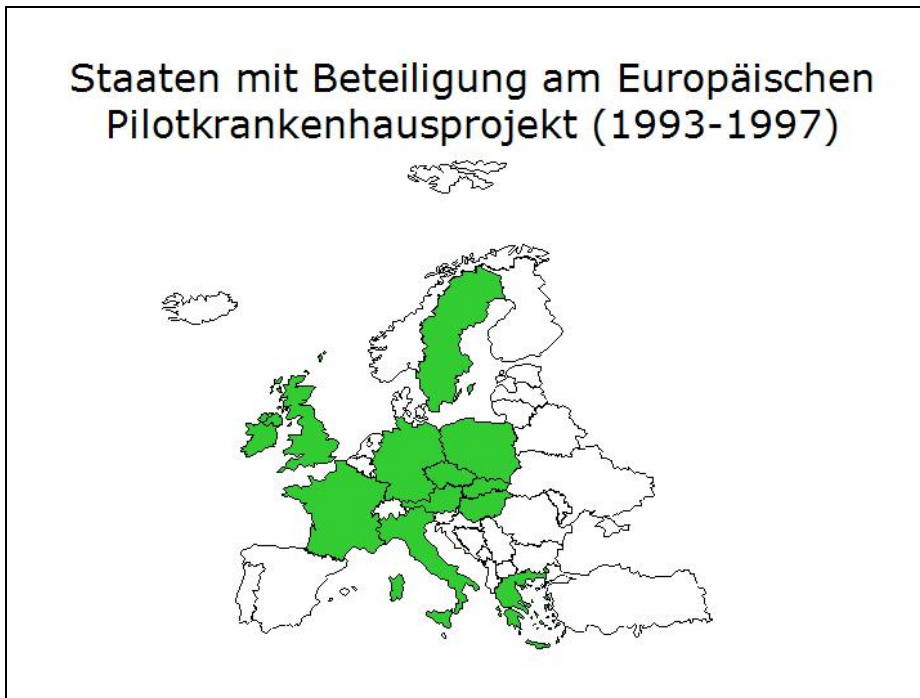 Staaten mit Beteiligung am Europäischen
Pilotkrankenhausprojekt (1993-1997)